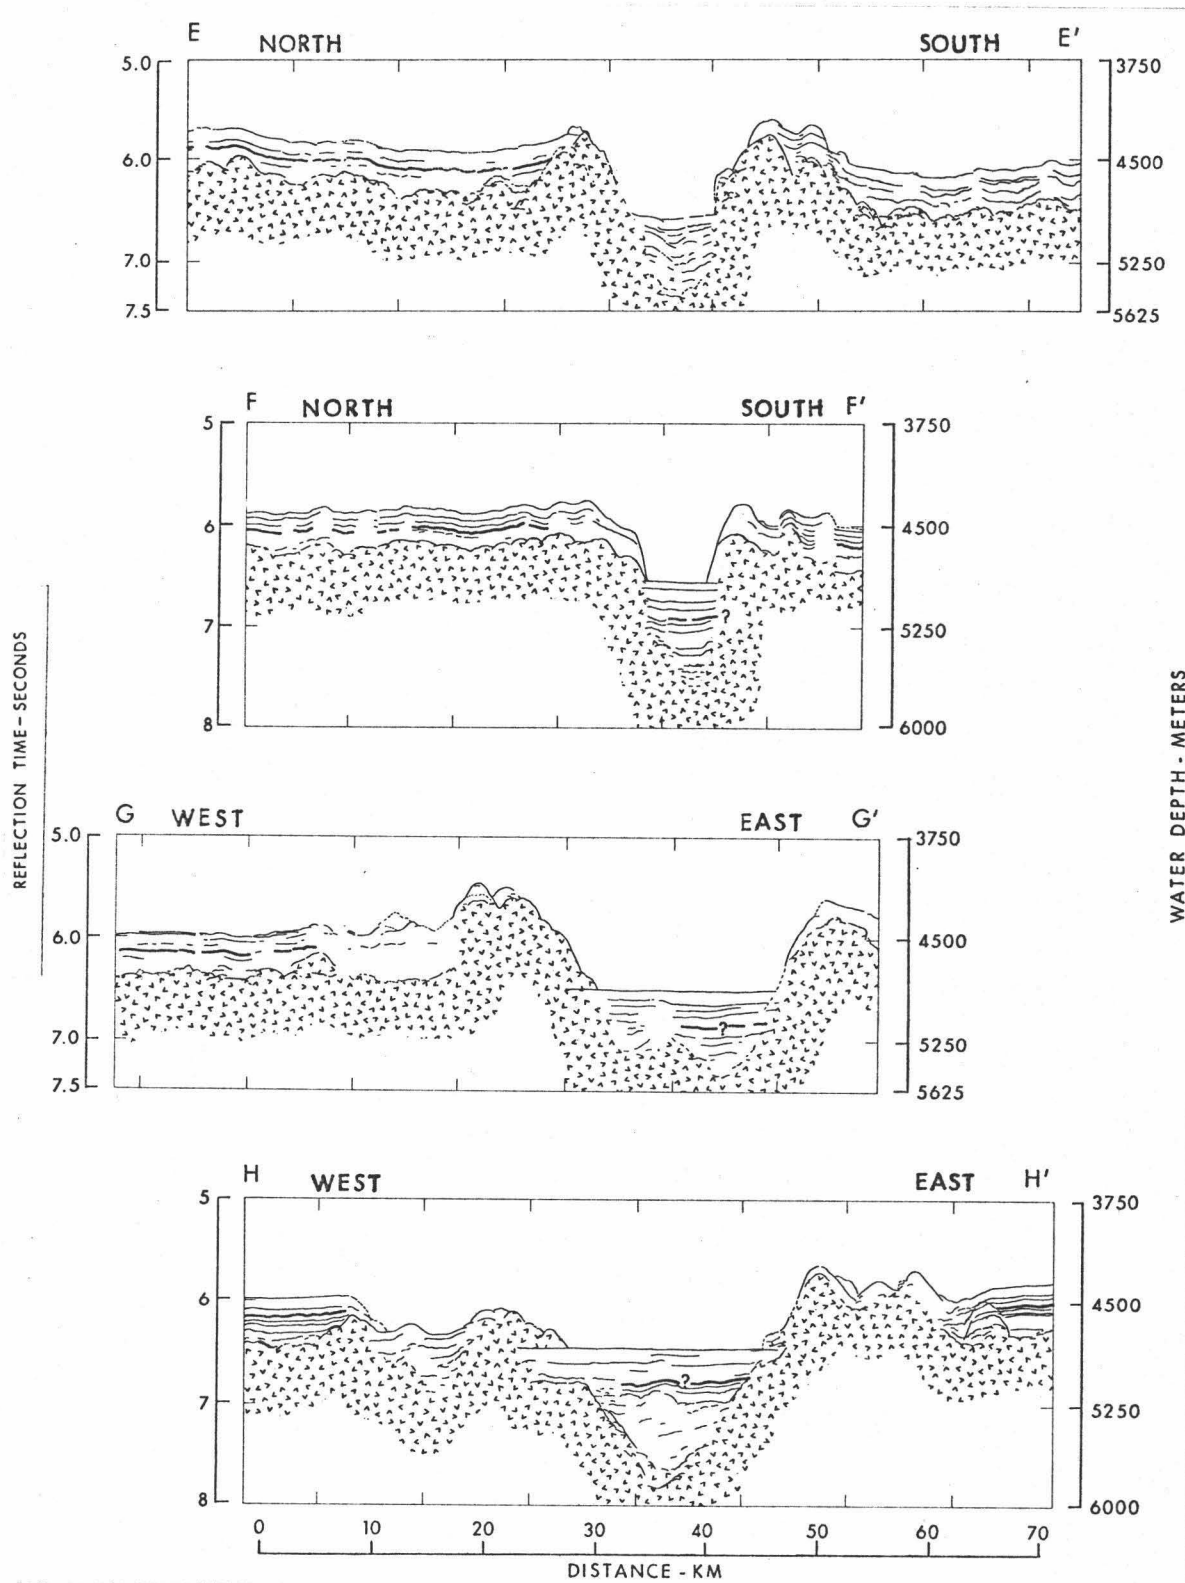 E NORTH SOUTH E'
5.0 3750
6.0 4500
7.0 5250
7.5 5625
F NORTH SOUTH F'
5 3750
6 4500
7 ? 5250
8 6000
G WEST EAST G'
5.0 3750
6.0 4500
7.0 ? 5250
7.5 5625
H WEST EAST H'
5 3750
6 4500
7 ? 5250
8 6000
0 10 20 30 40 50 60 70
DISTANCE - KM
REFLECTION TIME - SECONDS
WATER DEPTH - METERS